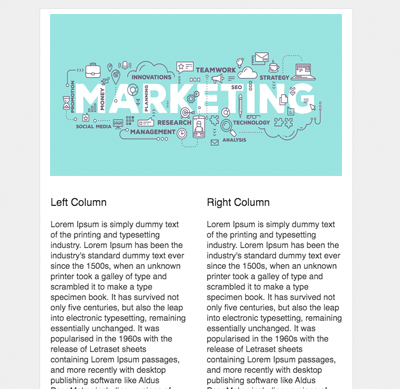 TEAMWORK
INNOVATIONS
STRATEGY
SEO
PROMOTION
MONEY
PLANNING
MARKETING
SOCIAL MEDIA
RESEARCH
TECHNOLOGY
MANAGEMENT
ANALYSIS
Left Column
Lorem Ipsum is simply dummy text
of the printing and typesetting
industry. Lorem Ipsum has been the
industry's standard dummy text ever
since the 1500s, when an unknown
printer took a galley of type and
scrambled it to make a type
specimen book. It has survived not
only five centuries, but also the leap
into electronic typesetting, remaining
essentially unchanged. It was
popularised in the 1960s with the
release of Letraset sheets
containing Lorem Ipsum passages,
and more recently with desktop
publishing software like Aldus
Right Column
Lorem Ipsum is simply dummy text
of the printing and typesetting
industry. Lorem Ipsum has been the
industry's standard dummy text ever
since the 1500s, when an unknown
printer took a galley of type and
scrambled it to make a type
specimen book. It has survived not
only five centuries, but also the leap
into electronic typesetting, remaining
essentially unchanged. It was
popularised in the 1960s with the
release of Letraset sheets
containing Lorem Ipsum passages,
and more recently with desktop
publishing software like Aldus